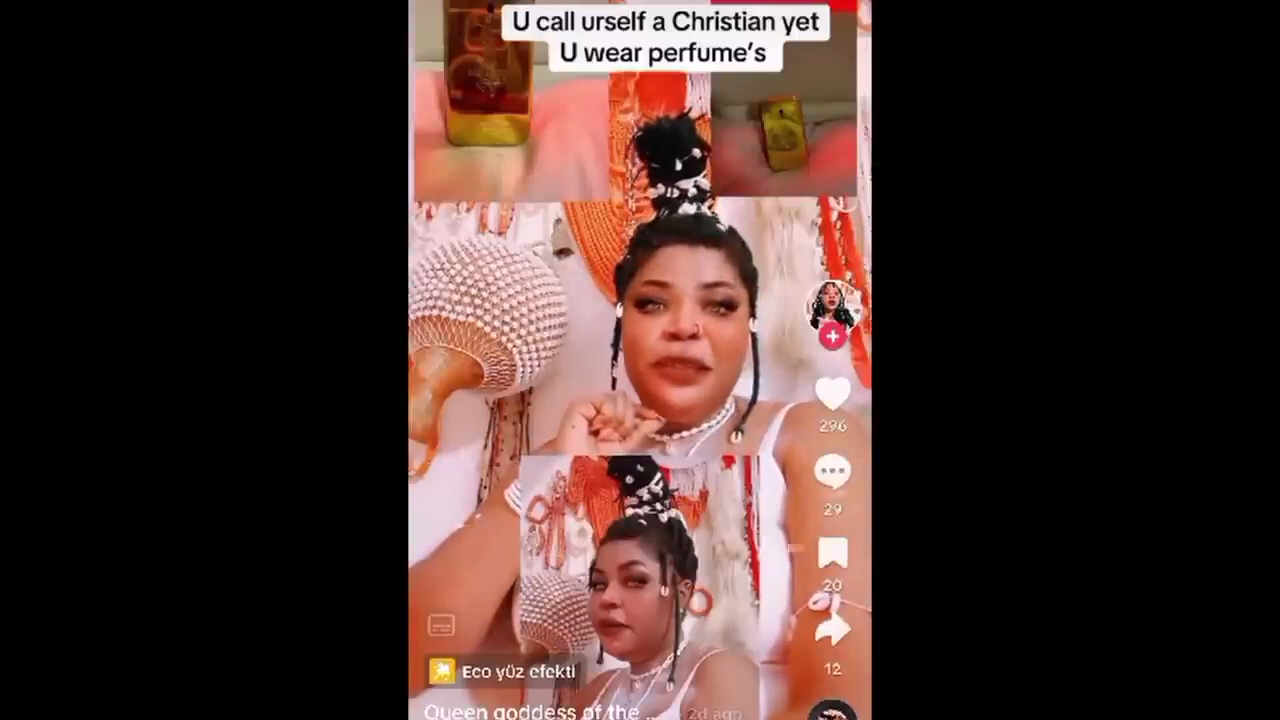 U call urself a Christian yet
U wear perfume's
296
29
20
12
Eco yüz efekti
Queen goddess of the ... · 2d ago